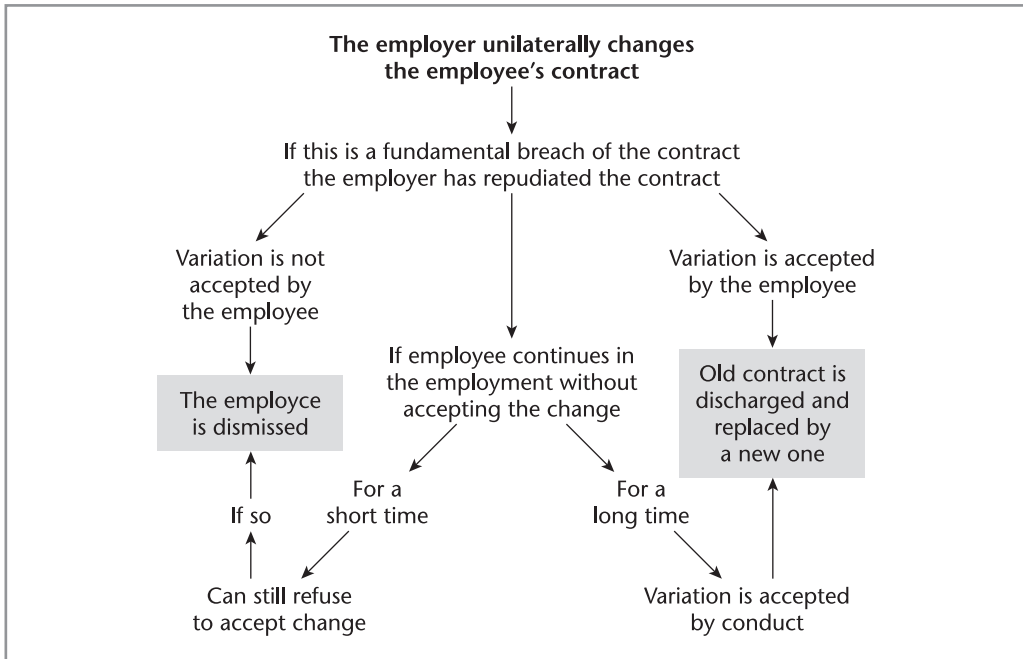 The employer unilaterally changes
the employee's contract
If this is a fundamental breach of the contract
the employer has repudiated the contract
Variation is not
accepted by
the employee
Variation is accepted
by the employee
If employee continues in
the employment without
accepting the change
The employce
is dismissed
Old contract is
discharged and
replaced by
a new one
For a
short time
For a
long time
If so
Can still refuse
to accept change
Variation is accepted
by conduct